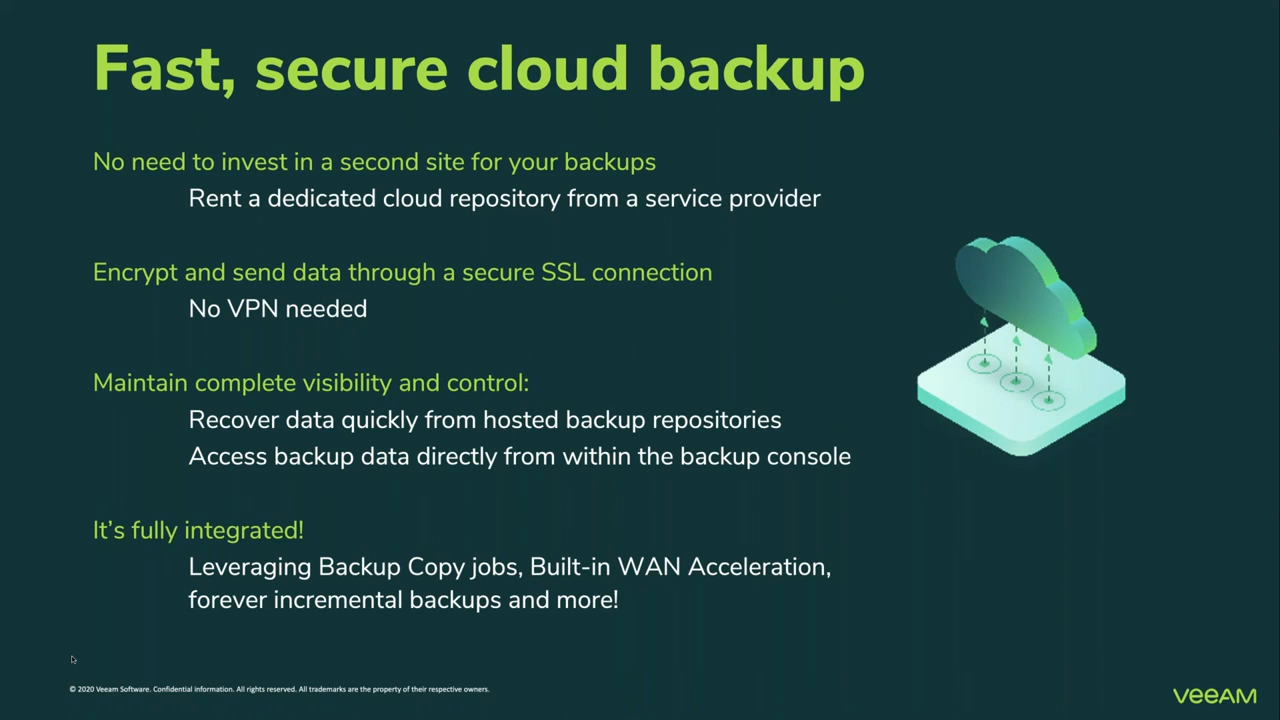 Fast, secure cloud backup
No need to invest in a second site for your backups
Rent a dedicated cloud repository from a service provider
Encrypt and send data through a secure SSL connection
No VPN needed
Maintain complete visibility and control:
Recover data quickly from hosted backup repositories
Access backup data directly from within the backup console
It’s fully integrated!
Leveraging Backup Copy jobs, Built-in WAN Acceleration,
forever incremental backups and more!
© 2020 Veeam Software. Confidential information. All rights reserved. All trademarks are the property of their respective owners.
VEEAM